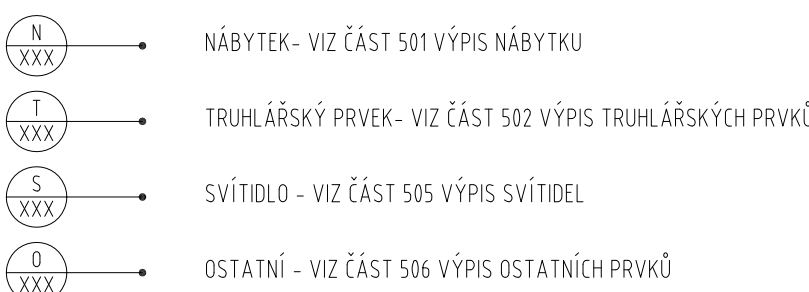 N
XXX
NÁBYTEK- VIZ ČÁST 501 VÝPIS NÁBYTKU
T
XXX
TRUHLÁŘSKÝ PRVEK- VIZ ČÁST 502 VÝPIS TRUHLÁŘSKÝCH PRVKŮ
S
XXX
SVÍTIDLO - VIZ ČÁST 505 VÝPIS SVÍTIDEL
O
XXX
OSTATNÍ - VIZ ČÁST 506 VÝPIS OSTATNÍCH PRVKŮ